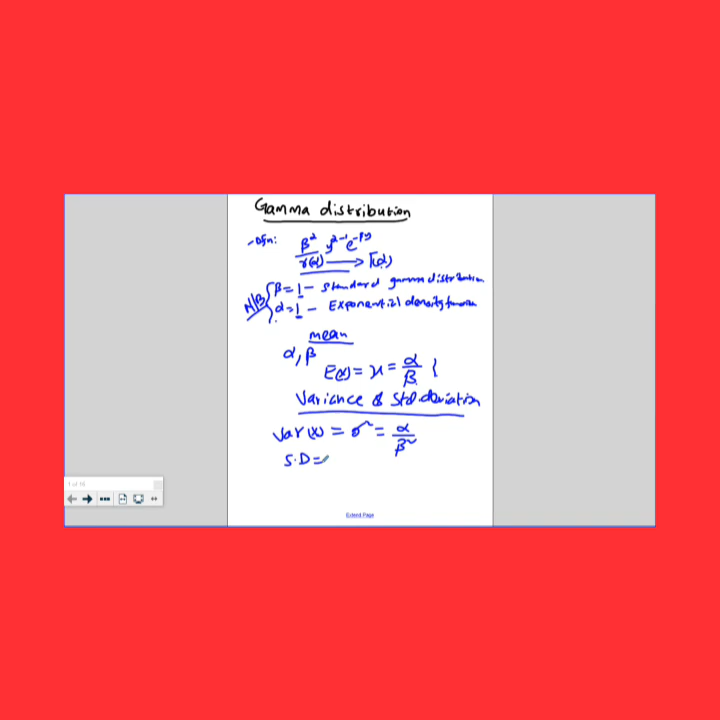 Gamma distribution
-Dfn: β^α y^α-1 e^-βy
γ(α) → Γ(α)
N/B { β=1 - Standard gamma distribution
α=1 - Exponential density function
mean
α, β
E(x) = μ = α/β {
Variance & Std.deviation
Var(x) = σ² = α/β²
S.D =
1 of 16
Extend Page